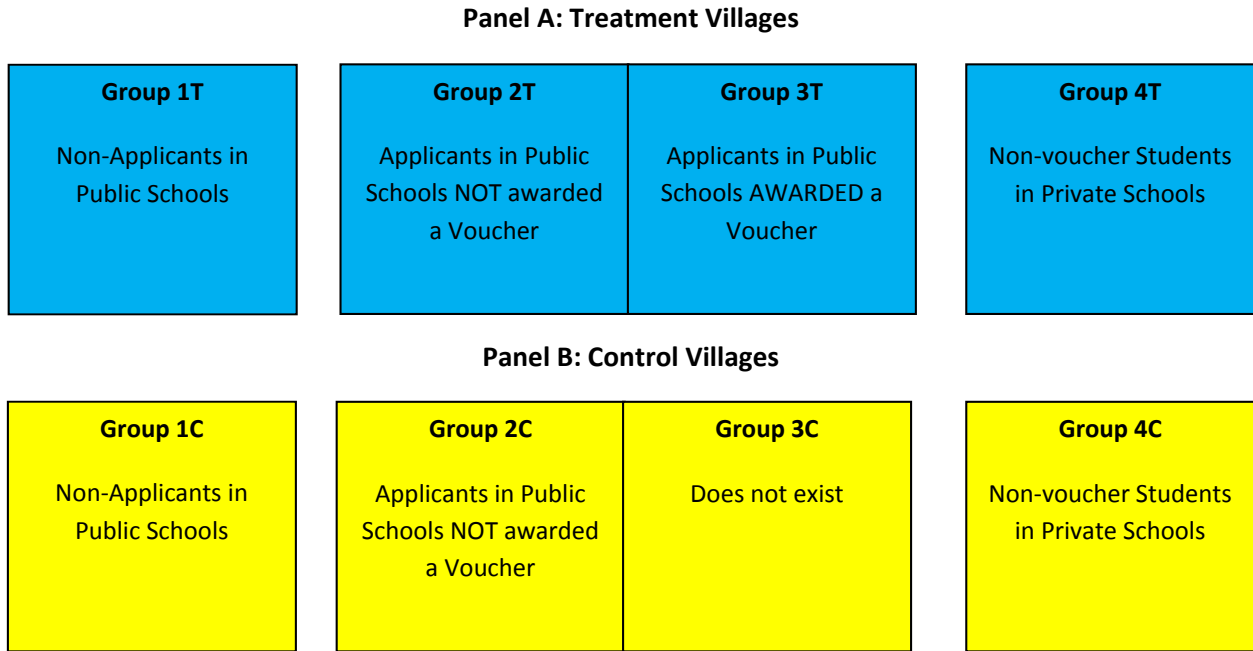 Panel A: Treatment Villages
Group 1T
Non-Applicants in
Public Schools
Group 2T
Applicants in Public
Schools NOT awarded
a Voucher
Group 3T
Applicants in Public
Schools AWARDED a
Voucher
Group 4T
Non-voucher Students
in Private Schools
Panel B: Control Villages
Group 1C
Non-Applicants in
Public Schools
Group 2C
Applicants in Public
Schools NOT awarded
a Voucher
Group 3C
Does not exist
Group 4C
Non-voucher Students
in Private Schools